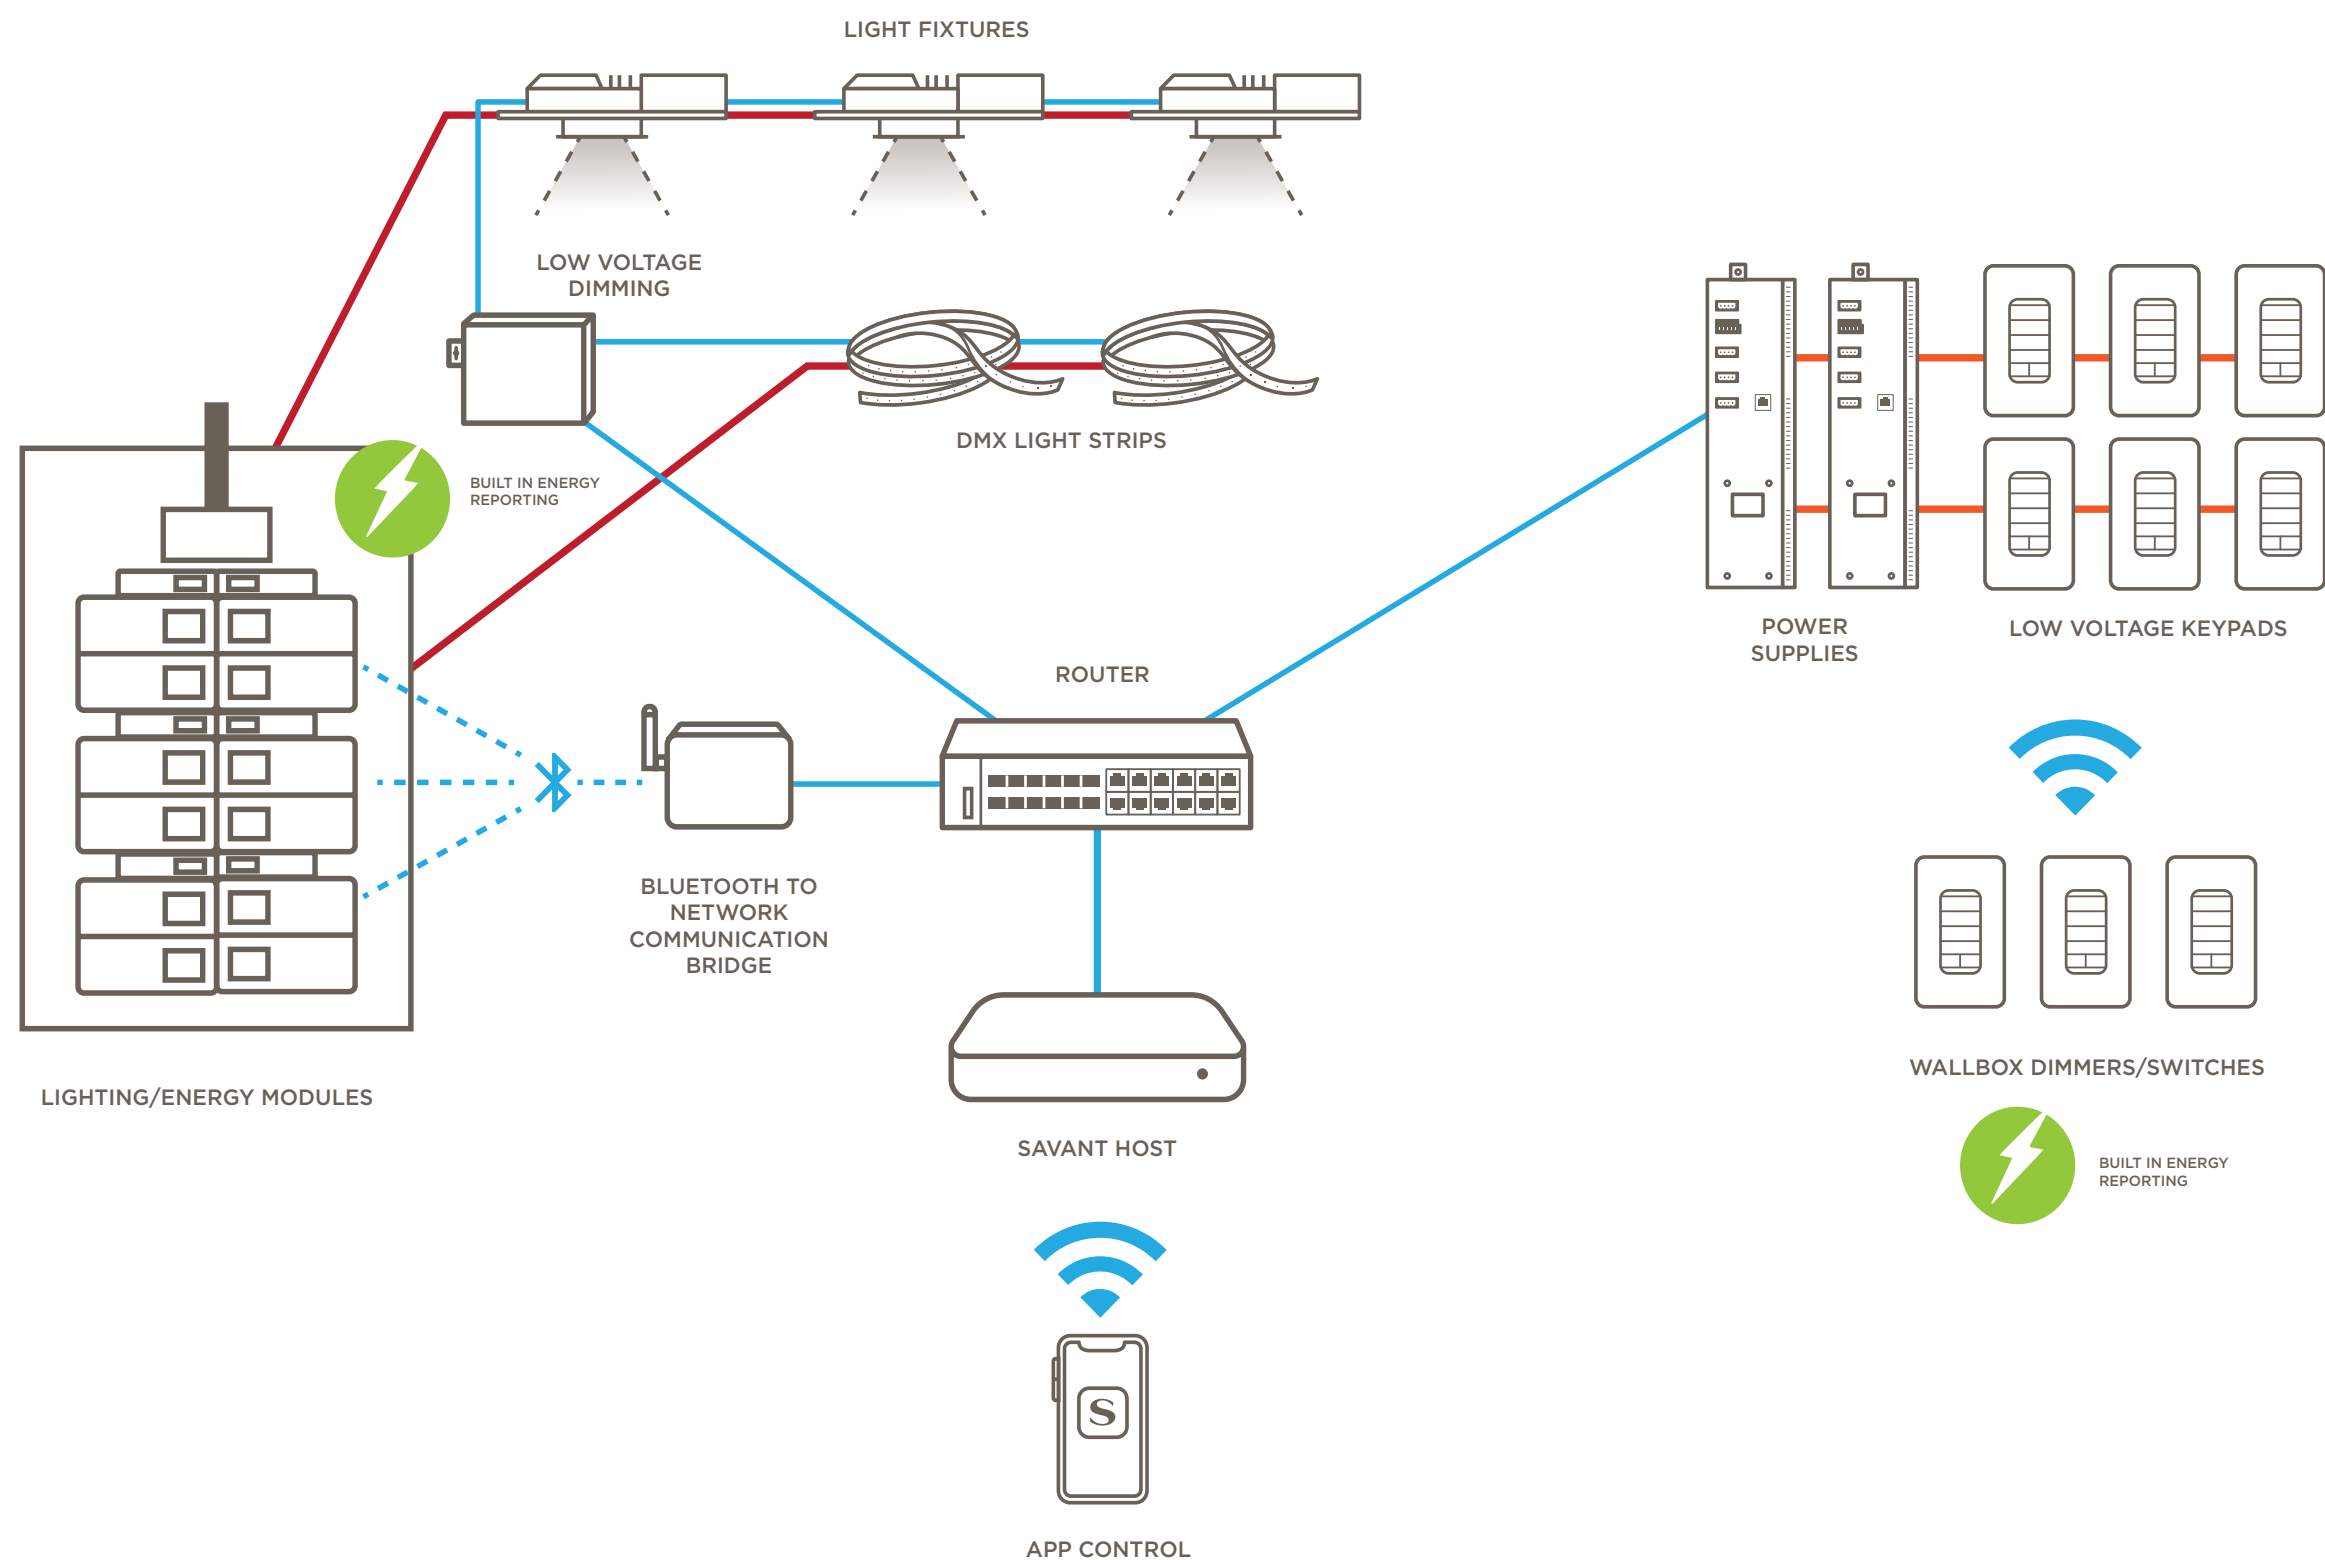 LIGHT FIXTURES
LOW VOLTAGE
DIMMING
DMX LIGHT STRIPS
BUILT IN ENERGY
REPORTING
POWER
SUPPLIES
LOW VOLTAGE KEYPADS
ROUTER
BLUETOOTH TO
NETWORK
COMMUNICATION
BRIDGE
LIGHTING/ENERGY MODULES
WALLBOX DIMMERS/SWITCHES
SAVANT HOST
BUILT IN ENERGY
REPORTING
S
APP CONTROL